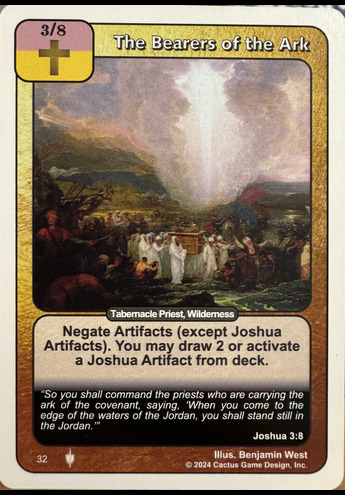 3/8
The Bearers of the Ark
Tabernacle Priest, Wilderness
Negate Artifacts (except Joshua
Artifacts). You may draw 2 or activate
a Joshua Artifact from deck.
"So you shall command the priests who are carrying the
ark of the covenant, saying, 'When you come to the
edge of the waters of the Jordan, you shall stand still in
the Jordan.'"
Joshua 3:8
32
Illus. Benjamin West
© 2024 Cactus Game Design, Inc.